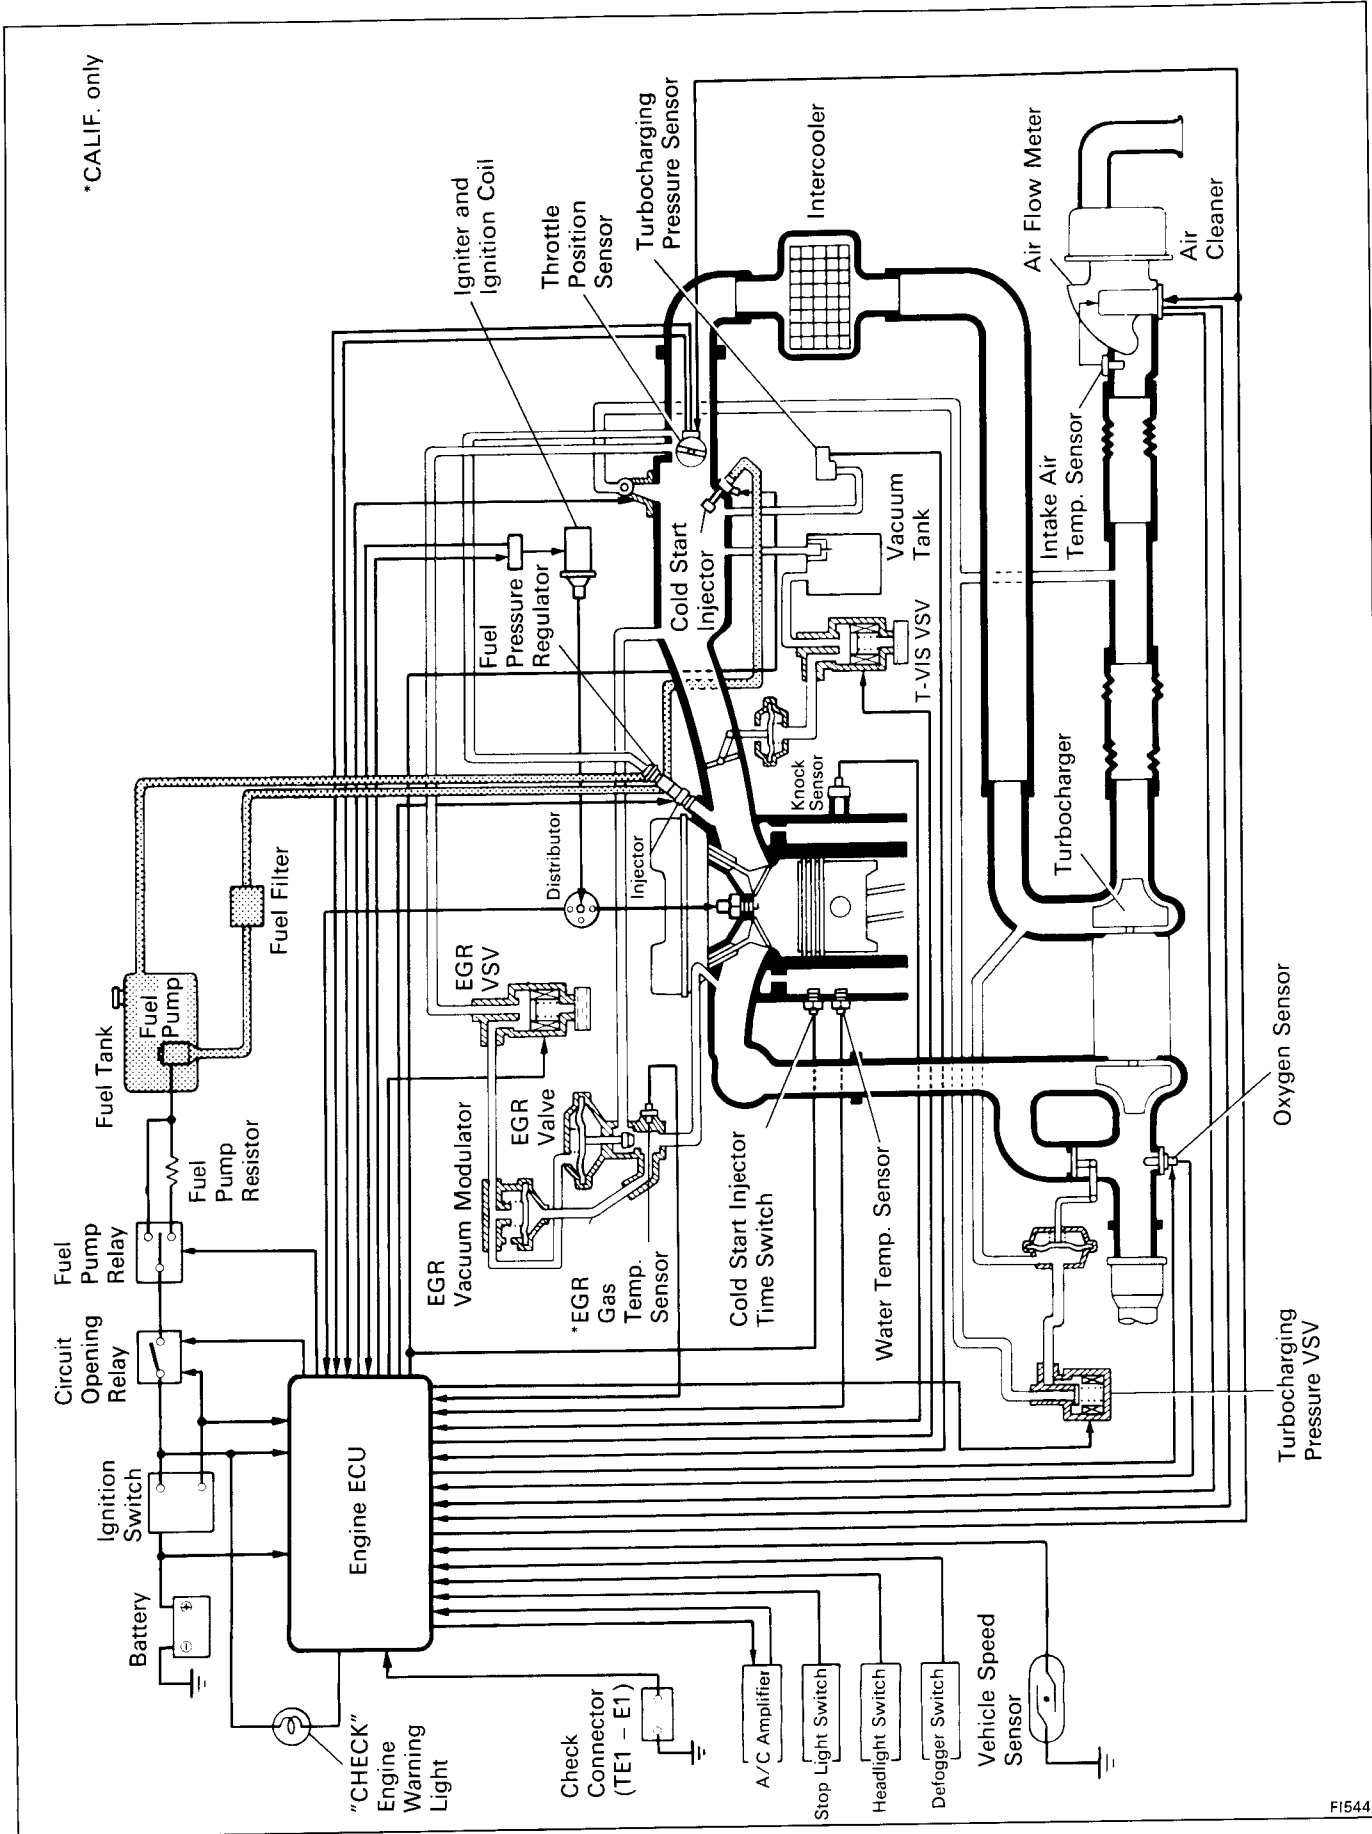 *CALIF. only
Battery
Ignition
Switch
Circuit
Opening
Relay
Fuel
Pump
Relay
Fuel
Pump
Resistor
Fuel Tank
Fuel
Pump
Fuel Filter
"CHECK"
Engine
Warning
Light
Engine ECU
Check
Connector
(TE1 – E1)
A/C Amplifier
Stop Light Switch
Headlight Switch
Defogger Switch
Vehicle Speed
Sensor
EGR
Vacuum Modulator
EGR
Valve
EGR
VSV
*EGR
Gas
Temp.
Sensor
Cold Start Injector
Time Switch
Water Temp. Sensor
Distributor
Injector
Fuel
Pressure
Regulator
Igniter and
Ignition Coil
Throttle
Position
Sensor
Turbocharging
Pressure Sensor
Cold Start
Injector
Vacuum
Tank
T-VIS VSV
Knock
Sensor
Intercooler
Air Flow Meter
Air
Cleaner
Intake Air
Temp. Sensor
Turbocharger
Oxygen Sensor
Turbocharging
Pressure VSV
FI544